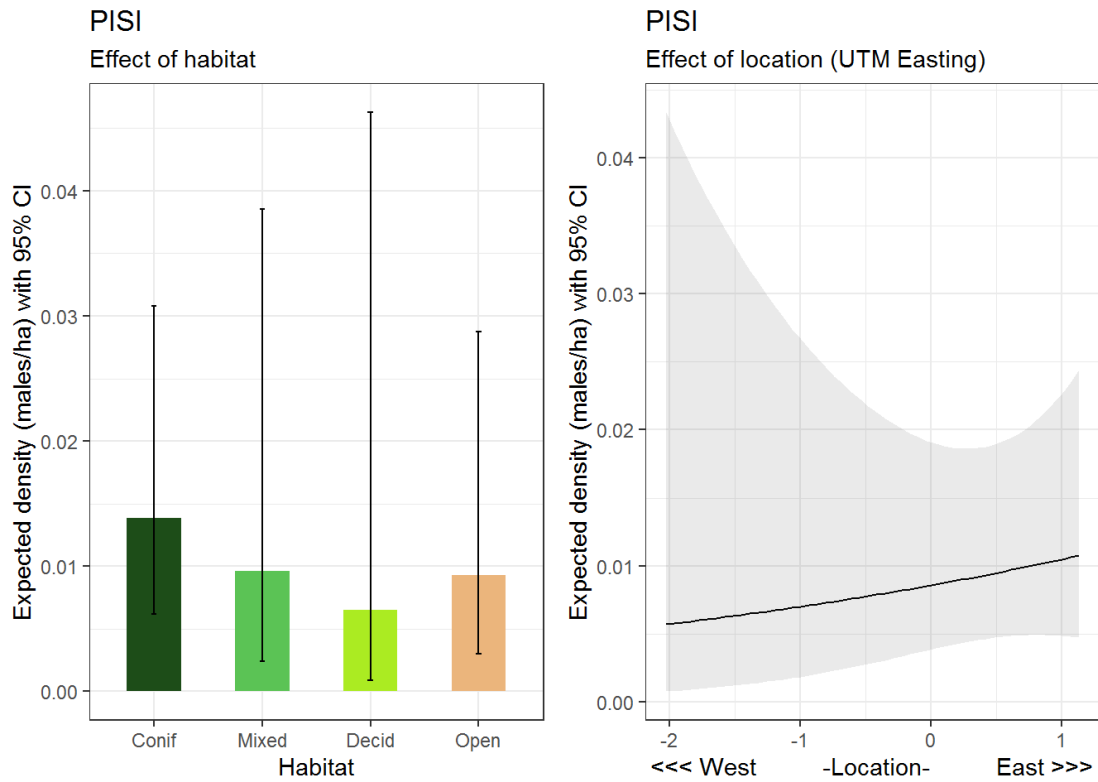 PISI
Effect of habitat
Expected density (males/ha) with 95% CI
0.04
0.03
0.02
0.01
0.00
Conif Mixed Decid Open
Habitat
PISI
Effect of location (UTM Easting)
Expected density (males/ha) with 95% CI
0.04
0.03
0.02
0.01
0.00
-2 -1 0 1
<<< West -Location- East >>>